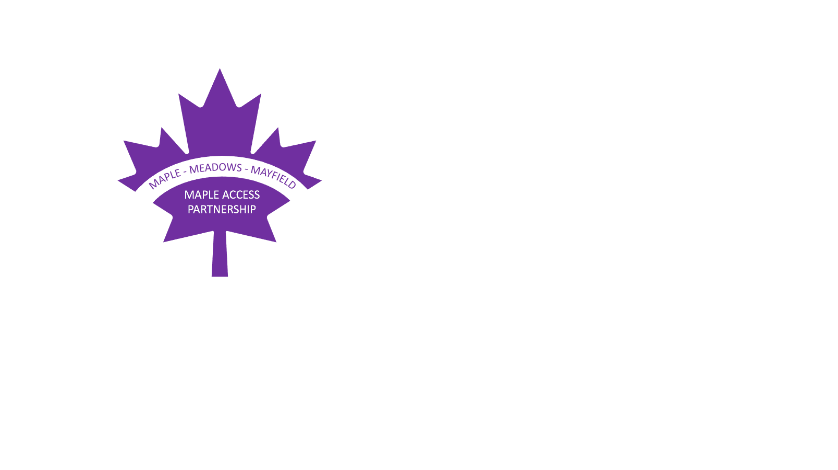 MAPLE - MEADOWS - MAYFIELD
MAPLE ACCESS
PARTNERSHIP